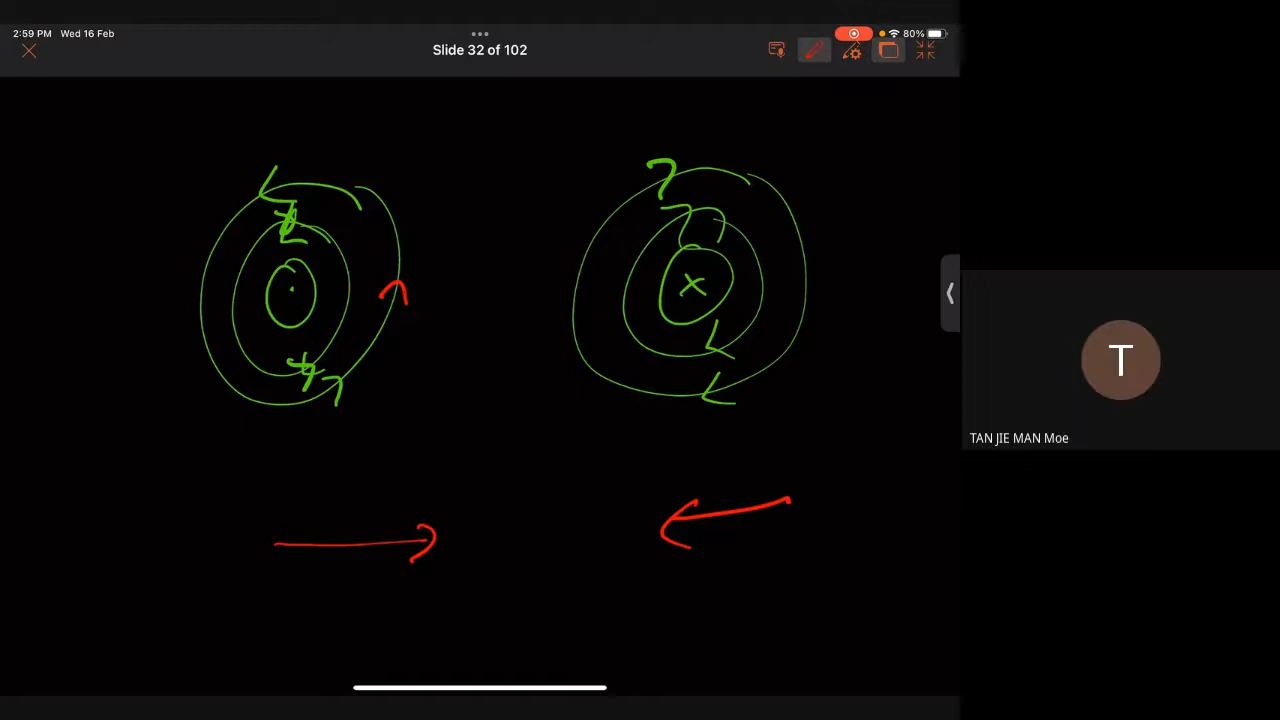 2:59 PM Wed 16 Feb
80%
Slide 32 of 102
x
T
TAN JIE MAN Moe